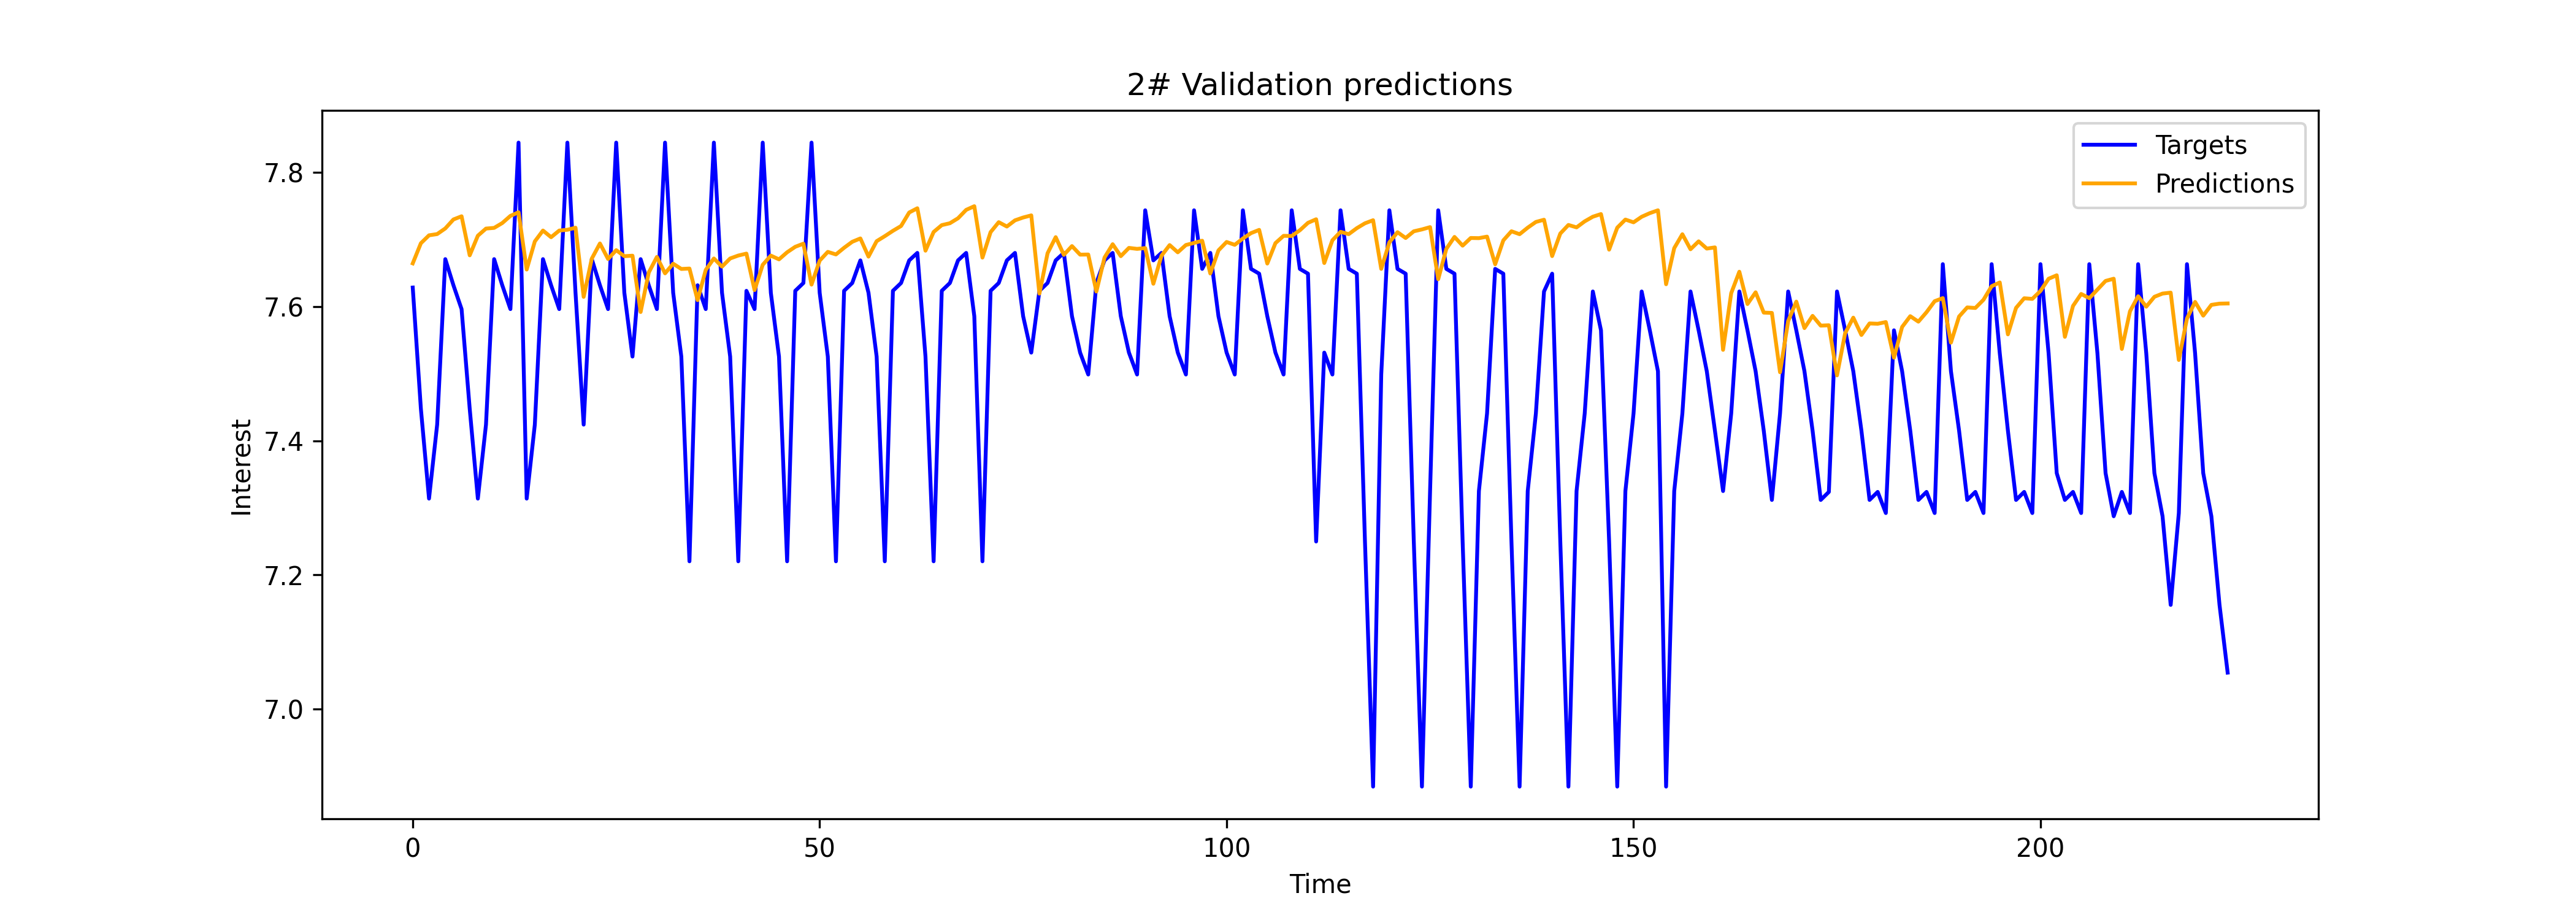 2# Validation predictions
Targets
Predictions
Interest
7.8
7.6
7.4
7.2
7.0
0
50
100
150
200
Time